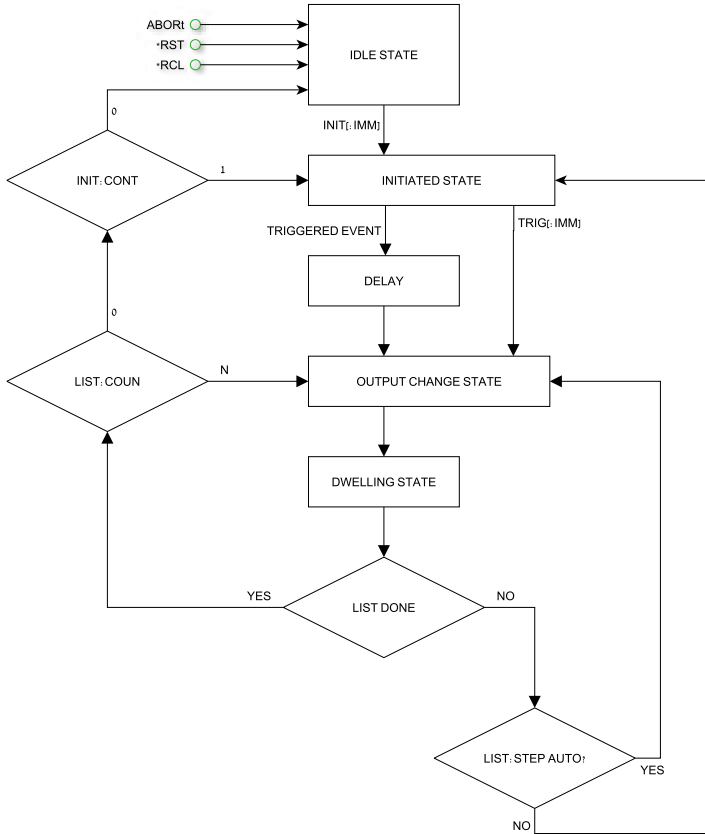 ABORt
*RST
*RCL
IDLE STATE
0
INIT[:IMM]
INIT:CONT
1
INITIATED STATE
TRIGGERED EVENT
TRIG[:IMM]
DELAY
0
LIST:COUN
N
OUTPUT CHANGE STATE
DWELLING STATE
YES
LIST DONE
NO
LIST:STEP AUTO?
YES
NO